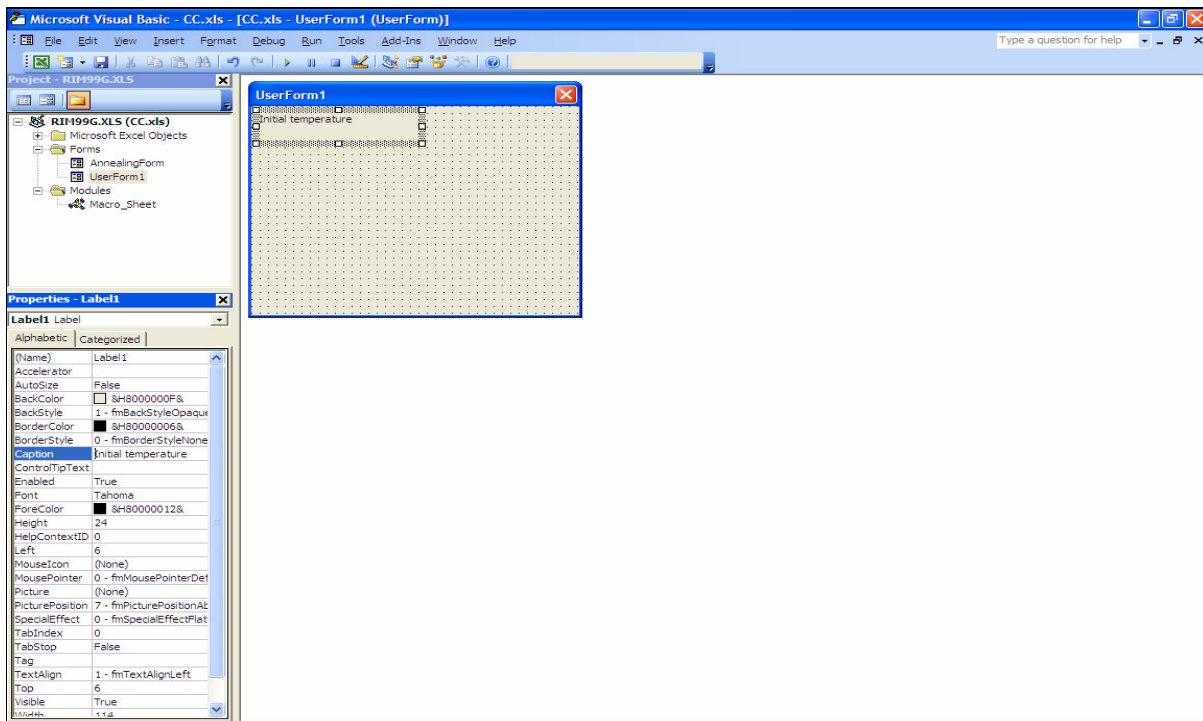 Microsoft Visual Basic - CC.xls - [CC.xls - UserForm1 (UserForm)]
File Edit View Insert Format Debug Run Tools Add-Ins Window Help
Type a question for help
Project - RIM99G.XLS
RIM99G.XLS (CC.xls)
Microsoft Excel Objects
Forms
AnnealingForm
UserForm1
Modules
Macro_Sheet
UserForm1
Initial temperature
Properties - Label1
Label1 Label
Alphabetic Categorized
(Name) Label1
Accelerator
AutoSize False
BackColor &H8000000F&
BackStyle 1 - fmBackStyleOpaque
BorderColor &H80000006&
BorderStyle 0 - fmBorderStyleNone
Caption Initial temperature
ControlTipText
Enabled True
Font Tahoma
ForeColor &H80000012&
Height 24
HelpContextID 0
Left 6
MouseIcon (None)
MousePointer 0 - fmMousePointerDef
Picture (None)
PicturePosition 7 - fmPicturePositionAb
SpecialEffect 0 - fmSpecialEffectFlat
TabIndex 0
TabStop False
Tag
TextAlign 1 - fmTextAlignLeft
Top 6
Visible True
Width 114